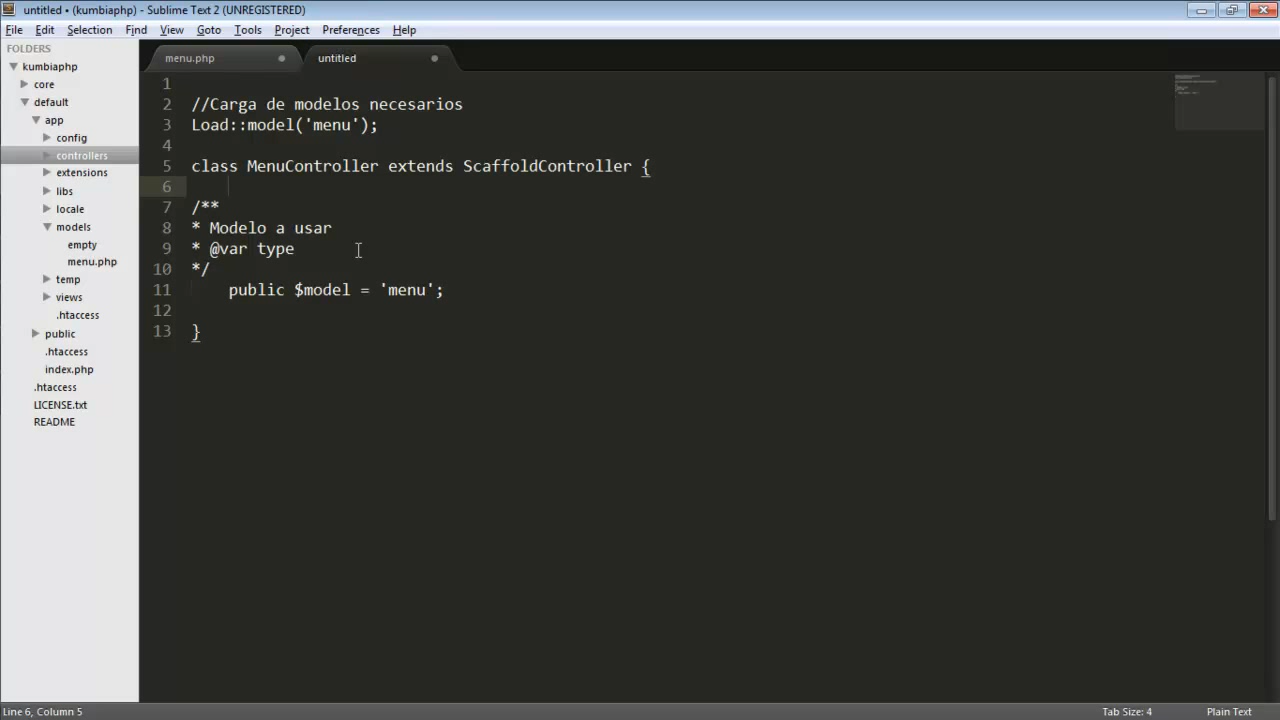 untitled • (kumbiaphp) - Sublime Text 2 (UNREGISTERED)
File Edit Selection Find View Goto Tools Project Preferences Help
FOLDERS
kumbiaphp
core
default
app
config
controllers
extensions
libs
locale
models
empty
menu.php
temp
views
.htaccess
public
.htaccess
index.php
.htaccess
LICENSE.txt
README
menu.php untitled
1
2 //Carga de modelos necesarios
3 Load::model('menu');
4
5 class MenuController extends ScaffoldController {
6
7 /**
8 * Modelo a usar
9 * @var type
10 */
11 public $model = 'menu';
12
13 }
Line 6, Column 5 Tab Size: 4 Plain Text